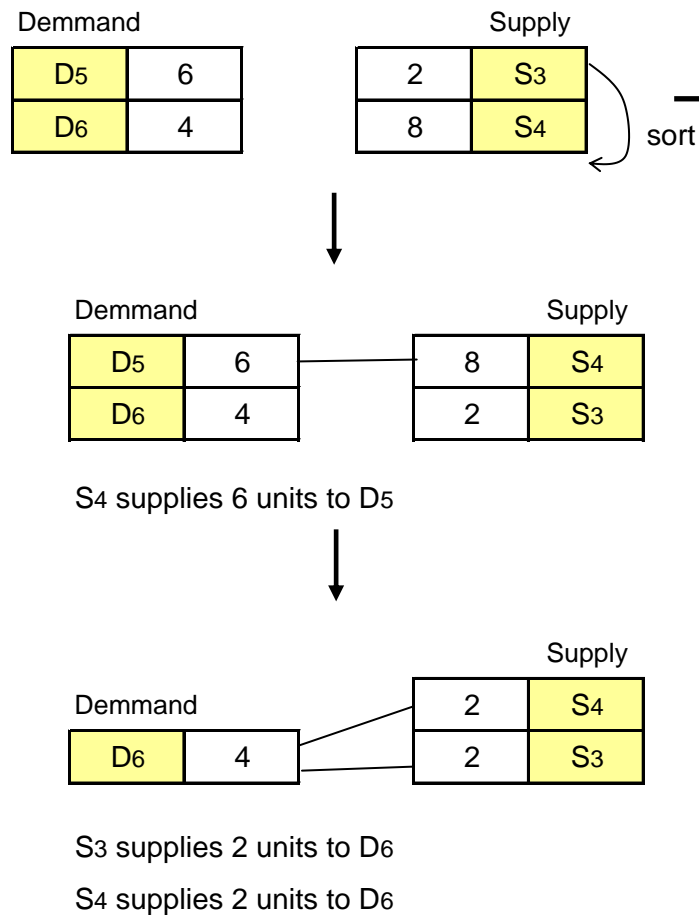 Demmand Supply
D5 6 2 S3
D6 4 8 S4
sort
Demmand Supply
D5 6 8 S4
D6 4 2 S3
S4 supplies 6 units to D5
Supply
Demmand 2 S4
D6 4 2 S3
S3 supplies 2 units to D6
S4 supplies 2 units to D6